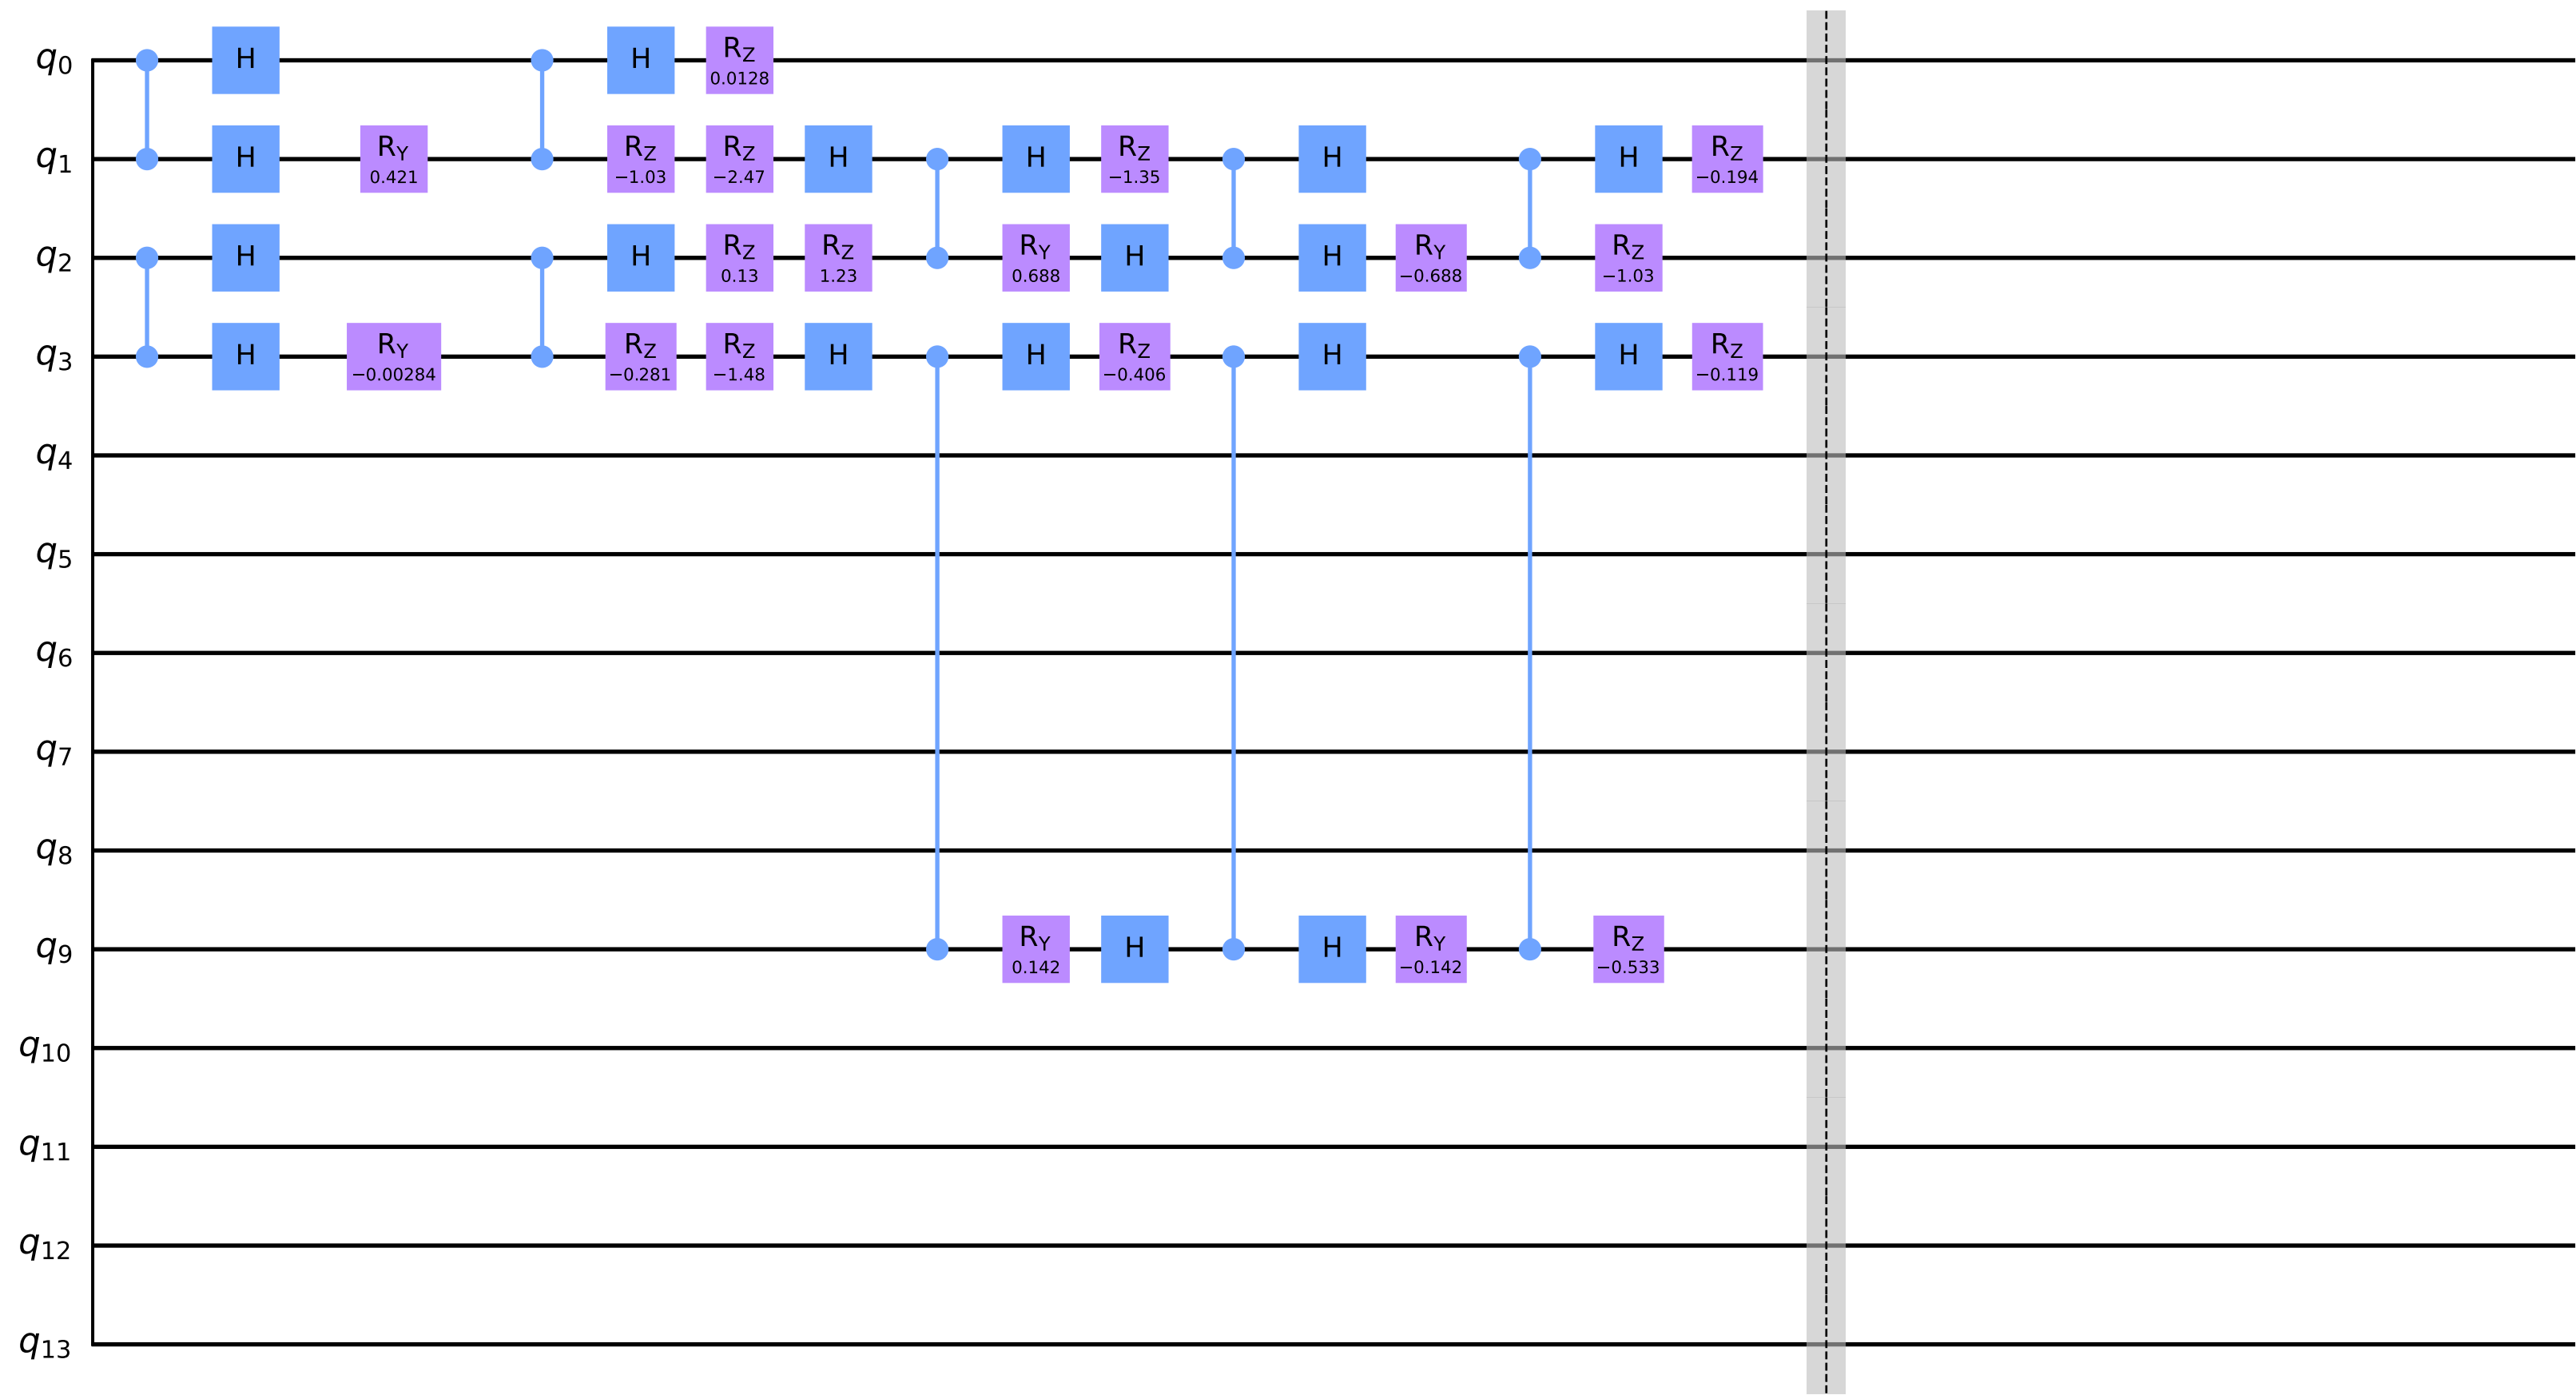 q0 H H RZ 0.0128
q1 H RY 0.421 RZ −1.03 RZ −2.47 H H RZ −1.35 H H RZ −0.194
q2 H H RZ 0.13 RZ 1.23 RY 0.688 H H RY −0.688 RZ −1.03
q3 H RY −0.00284 RZ −0.281 RZ −1.48 H H RZ −0.406 H H RZ −0.119
q4
q5
q6
q7
q8
q9 RY 0.142 H H RY −0.142 RZ −0.533
q10
q11
q12
q13